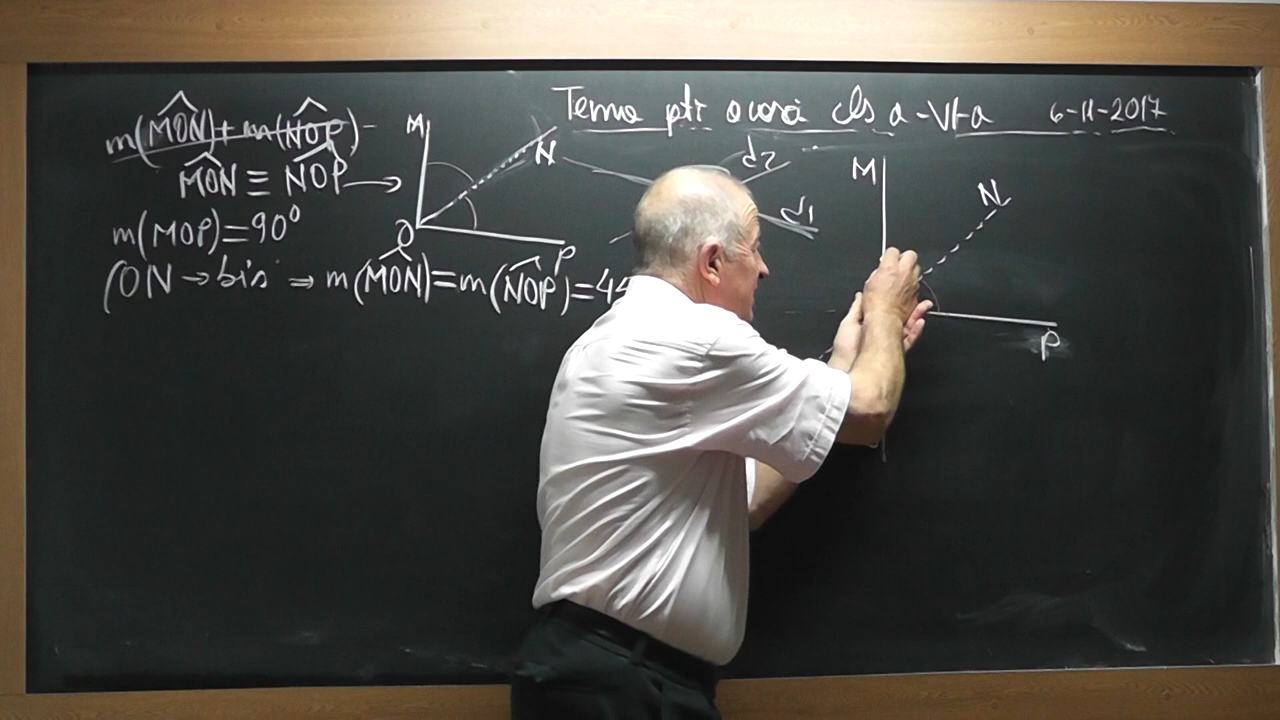 Tema ptr acasă cls a-VI-a 6-11-2017
m(MON)+m(NOP)-
MON ≡ NOP →
m(MOP)=90°
(ON → bis ⇒ m(MON)=m(NOP)=44
M
N
O
P
d2
d1
M
N
P